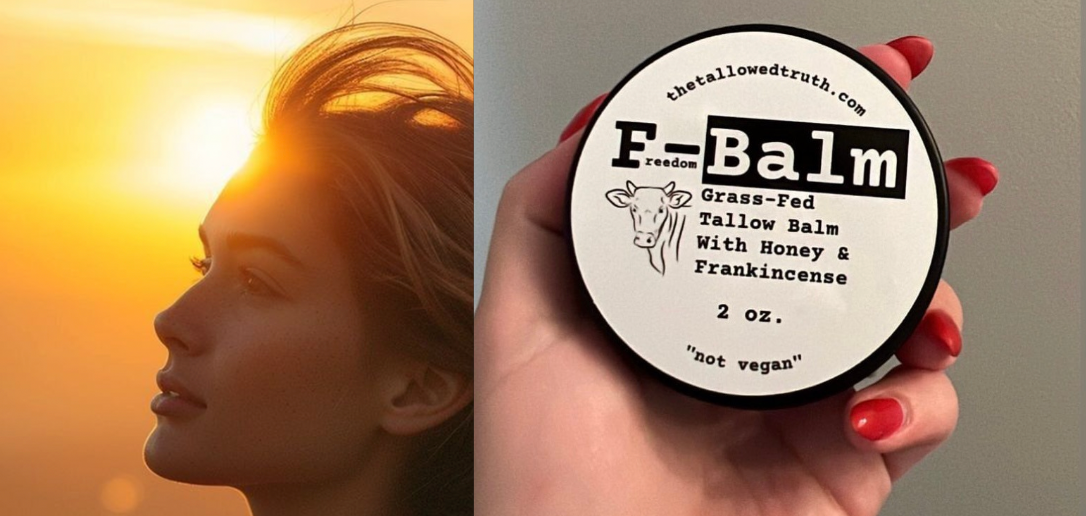 thetallowedtruth.com
F-Balm
reedom
Grass-Fed
Tallow Balm
With Honey &
Frankincense
2 oz.
"not vegan"